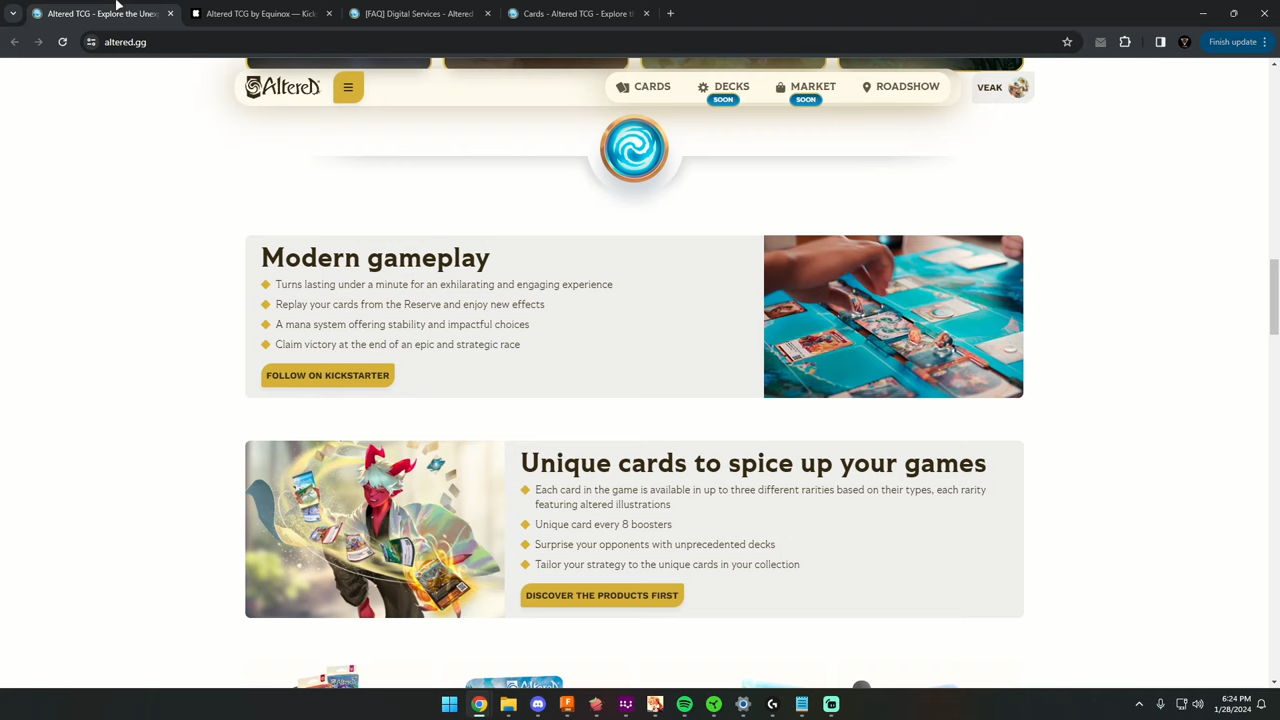 Altered TCG - Explore the Unex
Altered TCG by Equinox — Kick
[FAQ] Digital Services - Altered
Cards - Altered TCG - Explore th
altered.gg
Finish update
Altered
CARDS
DECKS
SOON
MARKET
SOON
ROADSHOW
VEAK
Modern gameplay
Turns lasting under a minute for an exhilarating and engaging experience
Replay your cards from the Reserve and enjoy new effects
A mana system offering stability and impactful choices
Claim victory at the end of an epic and strategic race
FOLLOW ON KICKSTARTER
Unique cards to spice up your games
Each card in the game is available in up to three different rarities based on their types, each rarity
featuring altered illustrations
Unique card every 8 boosters
Surprise your opponents with unprecedented decks
Tailor your strategy to the unique cards in your collection
DISCOVER THE PRODUCTS FIRST
Altered
6:24 PM
1/28/2024